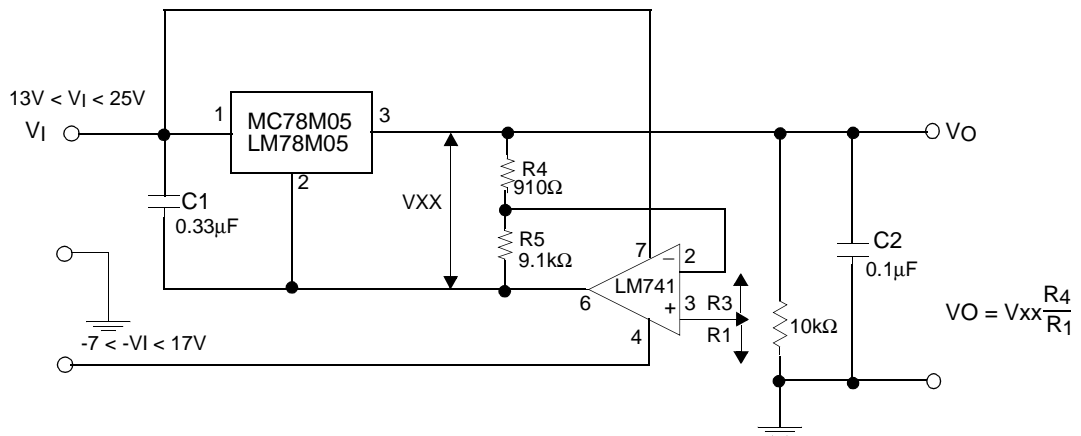 13V < VI < 25V
VI
1
MC78M05
LM78M05
3
2
C1
0.33μF
VXX
R4
910Ω
R5
9.1kΩ
7
–
2
LM741
6
+
3
4
R3
R1
10kΩ
C2
0.1μF
VO
VO = Vxx R4
R1
-7 < -VI < 17V